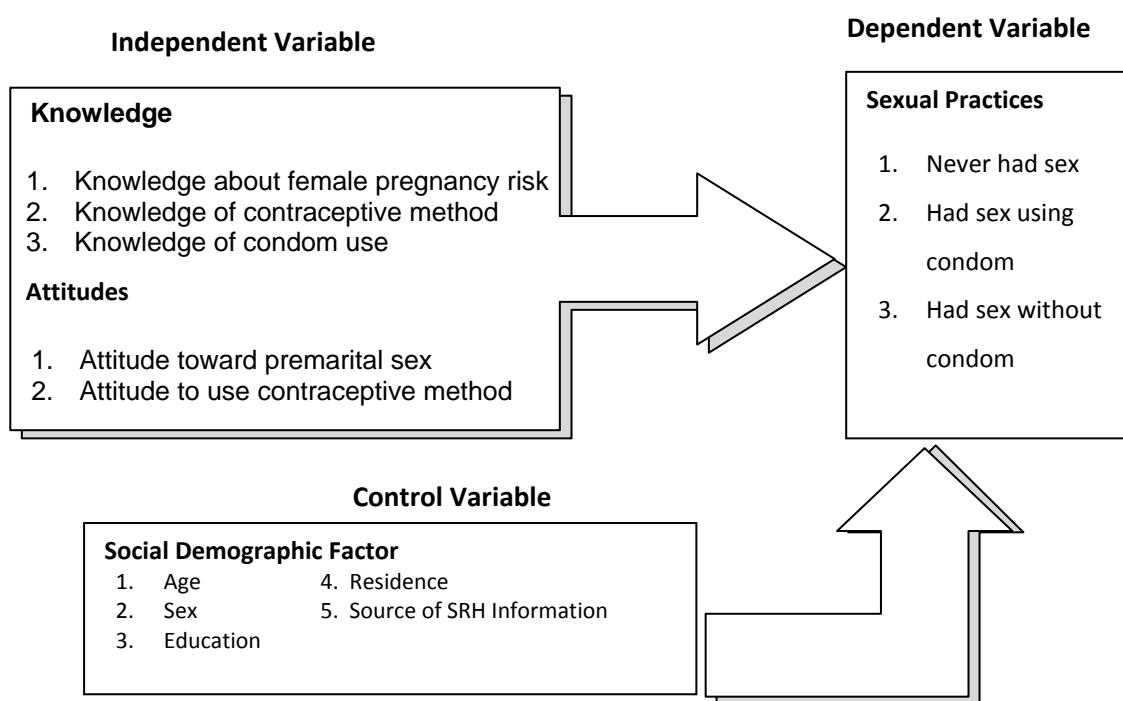 Independent Variable
Dependent Variable
Knowledge
1. Knowledge about female pregnancy risk
2. Knowledge of contraceptive method
3. Knowledge of condom use
Attitudes
1. Attitude toward premarital sex
2. Attitude to use contraceptive method
Sexual Practices
1. Never had sex
2. Had sex using
condom
3. Had sex without
condom
Control Variable
Social Demographic Factor
1. Age
2. Sex
3. Education
4. Residence
5. Source of SRH Information